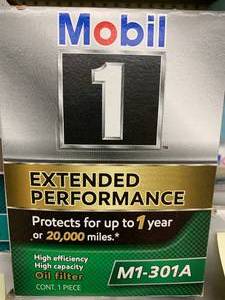 Mobil
1
EXTENDED
PERFORMANCE
Protects for up to 1 year
or 20,000 miles.*
High efficiency
High capacity
Oil filter
CONT. 1 PIECE
M1-301A